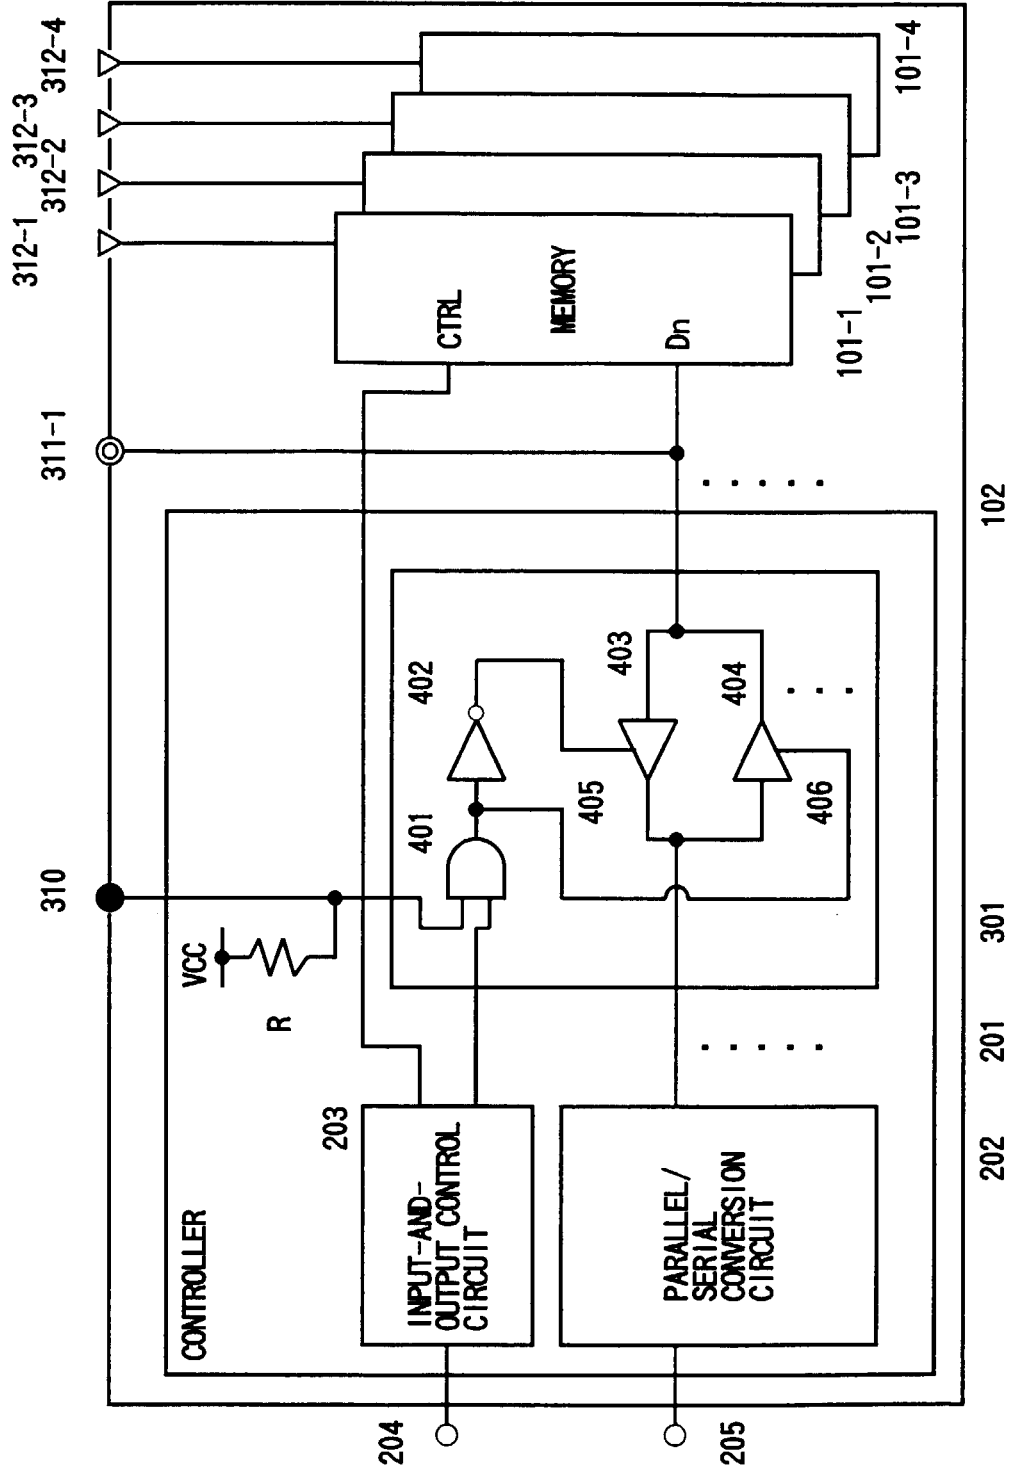 310
311-1
312-1
312-2
312-3
312-4
CONTROLLER
VCC
R
203
INPUT-AND-
OUTPUT CONTROL
CIRCUIT
401
402
CTRL
MEMORY
Dn
204
405
403
PARALLEL/
SERIAL
CONVERSION
CIRCUIT
406
404
205
101-1
101-2
101-3
101-4
202
201
301
102